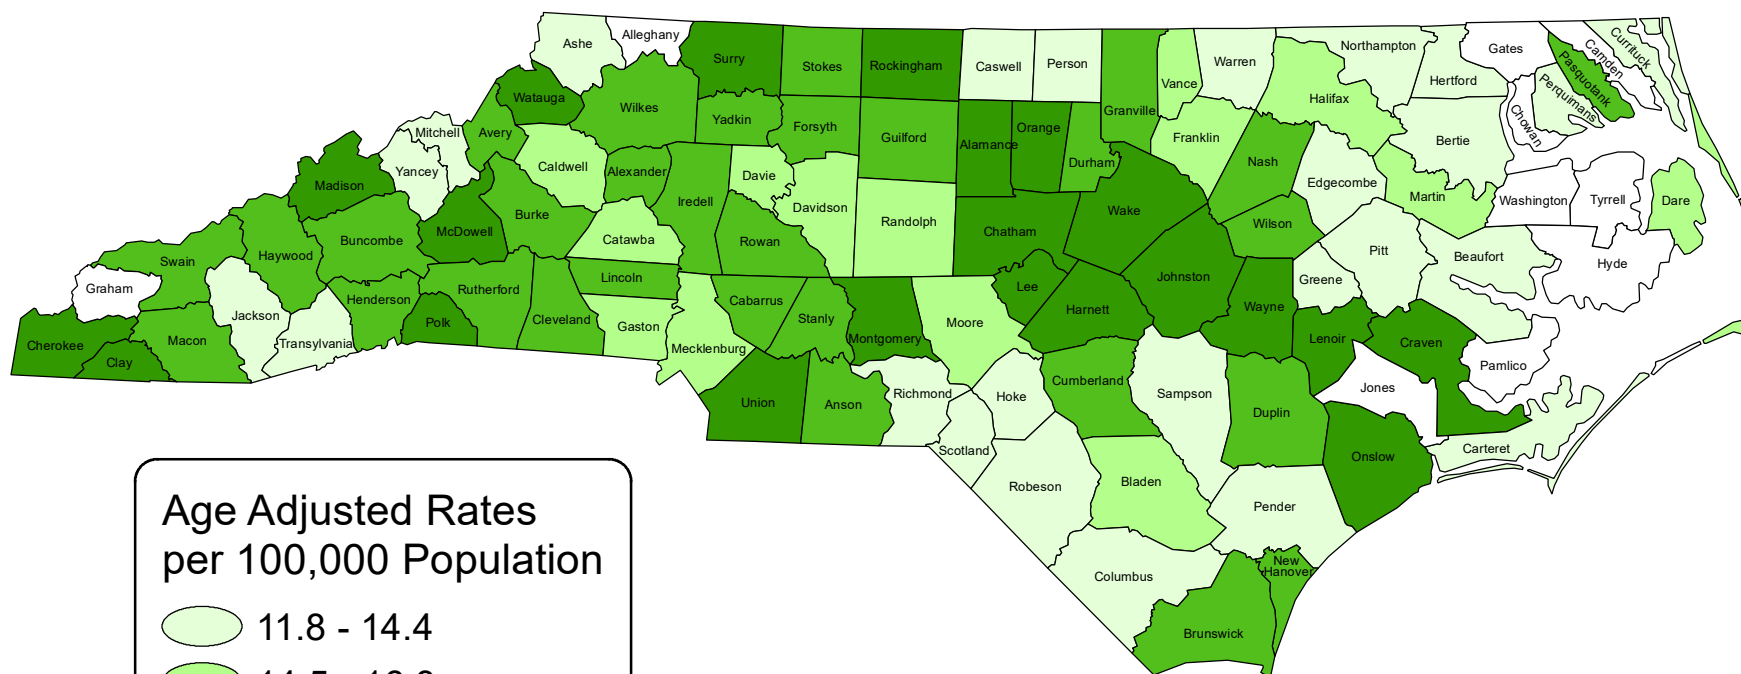 Ashe
Alleghany
Surry
Stokes
Rockingham
Caswell
Person
Vance
Warren
Northampton
Gates
Camden
Currituck
Hertford
Pasquotank
Perquimans
Chowan
Halifax
Granville
Watauga
Wilkes
Yadkin
Forsyth
Guilford
Alamance
Orange
Durham
Franklin
Nash
Edgecombe
Bertie
Martin
Washington
Tyrrell
Dare
Mitchell
Avery
Yancey
Caldwell
Alexander
Iredell
Davie
Davidson
Randolph
Chatham
Wake
Wilson
Pitt
Beaufort
Hyde
Madison
Buncombe
McDowell
Burke
Catawba
Rowan
Lee
Harnett
Johnston
Wayne
Greene
Lenoir
Craven
Pamlico
Graham
Swain
Haywood
Jackson
Transylvania
Henderson
Polk
Rutherford
Cleveland
Lincoln
Gaston
Mecklenburg
Cabarrus
Stanly
Montgomery
Moore
Cherokee
Clay
Macon
Union
Anson
Richmond
Hoke
Scotland
Cumberland
Sampson
Duplin
Jones
Onslow
Carteret
Robeson
Bladen
Pender
Columbus
Brunswick
New
Hanover
Age Adjusted Rates
per 100,000 Population
11.8 - 14.4